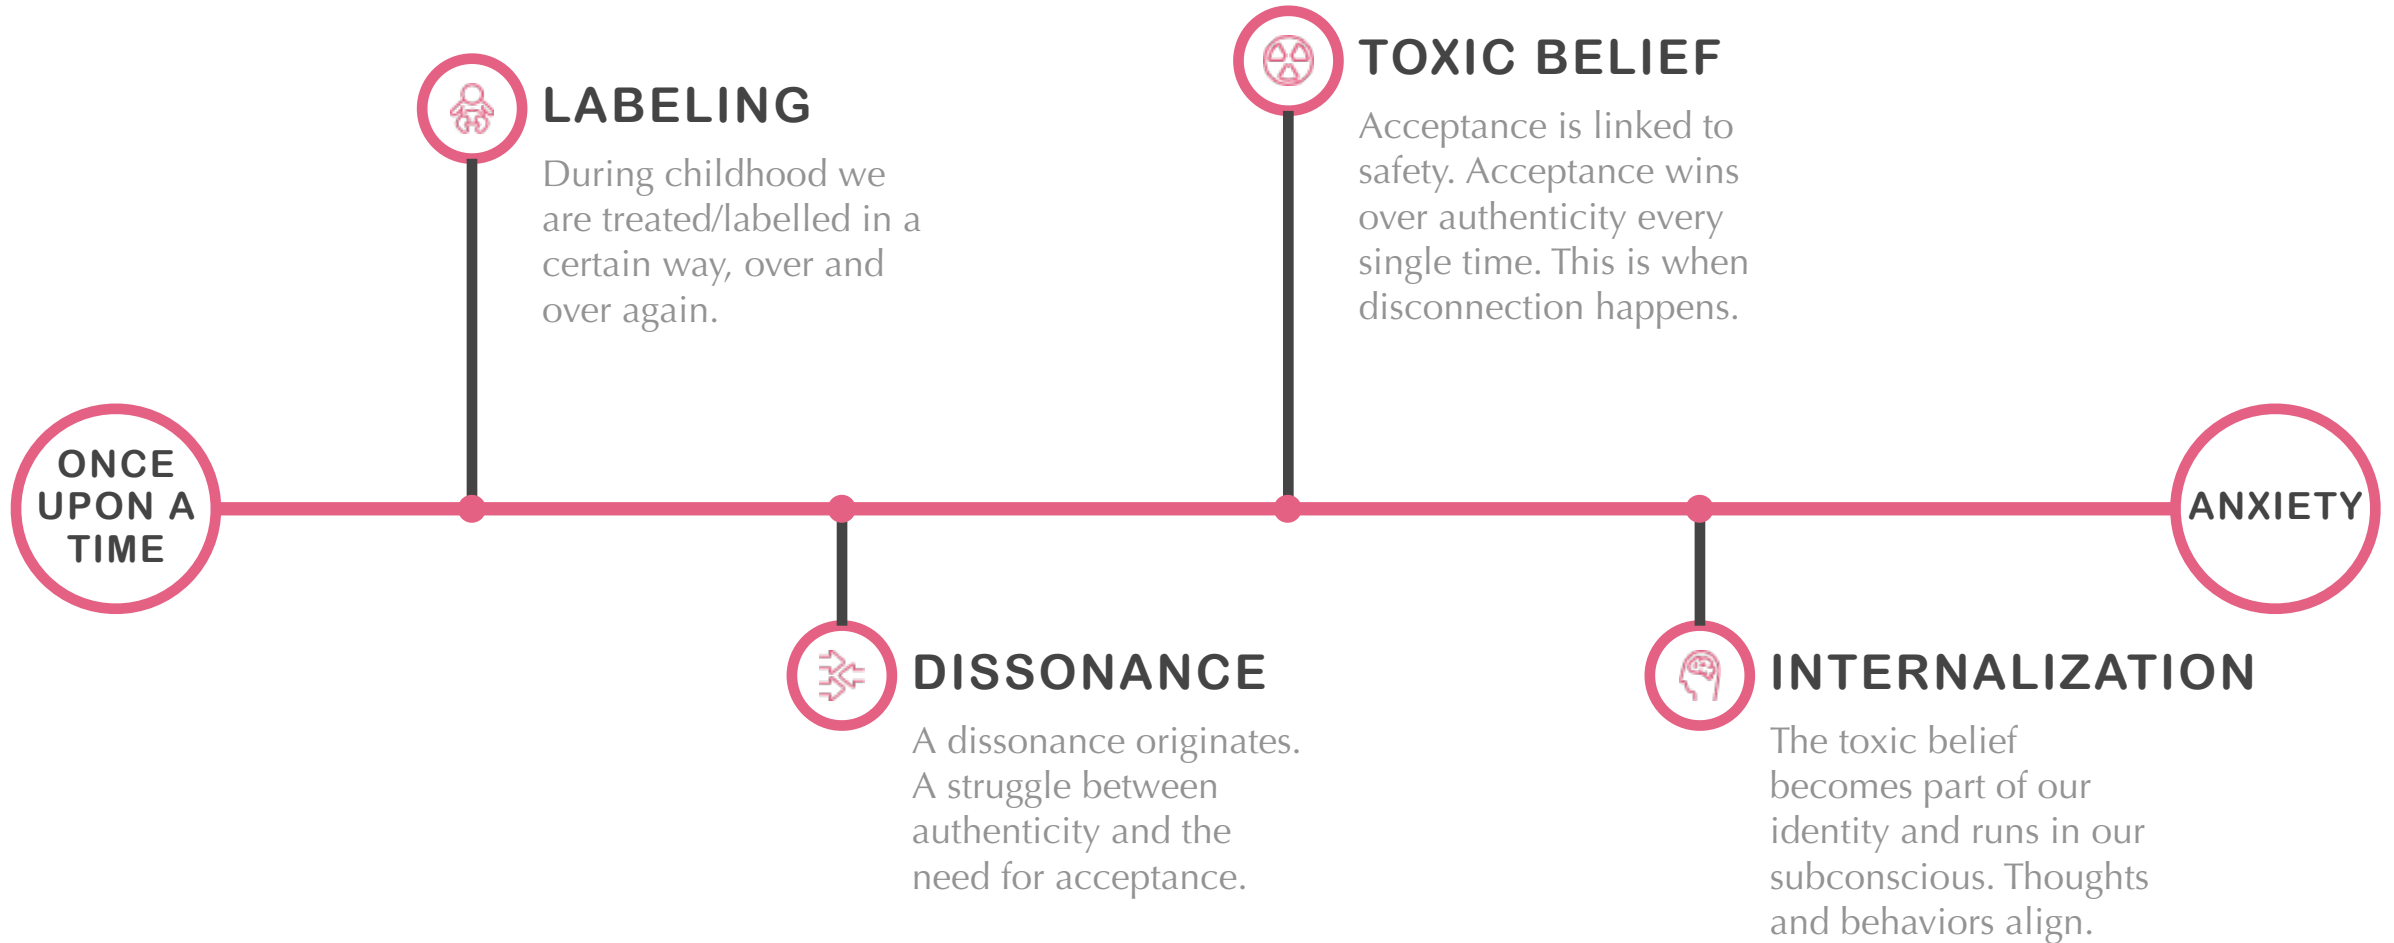 ONCE
UPON A
TIME
LABELING
During childhood we
are treated/labelled in a
certain way, over and
over again.
DISSONANCE
A dissonance originates.
A struggle between
authenticity and the
need for acceptance.
TOXIC BELIEF
Acceptance is linked to
safety. Acceptance wins
over authenticity every
single time. This is when
disconnection happens.
INTERNALIZATION
The toxic belief
becomes part of our
identity and runs in our
subconscious. Thoughts
and behaviors align.
ANXIETY